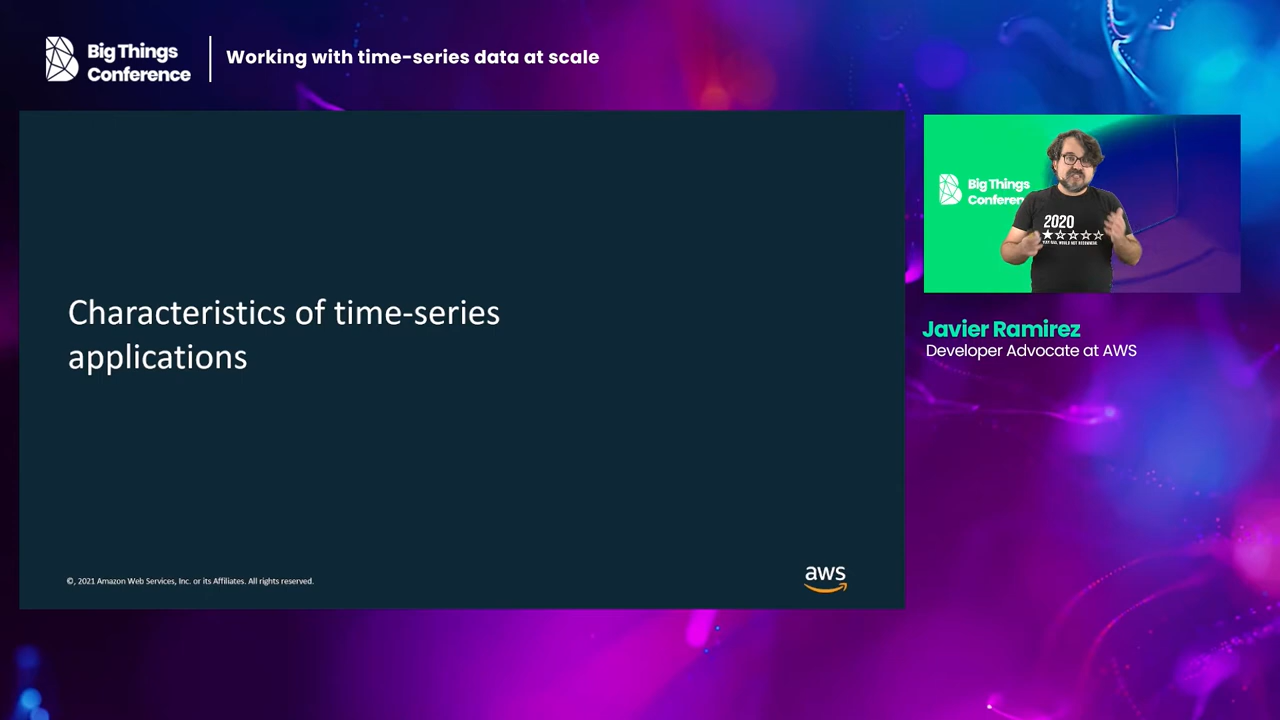 Big Things
Conference
Working with time-series data at scale
Characteristics of time-series
applications
©, 2021 Amazon Web Services, Inc. or its Affiliates. All rights reserved.
aws
Big Things
Conferen
2020
Javier Ramirez
Developer Advocate at AWS